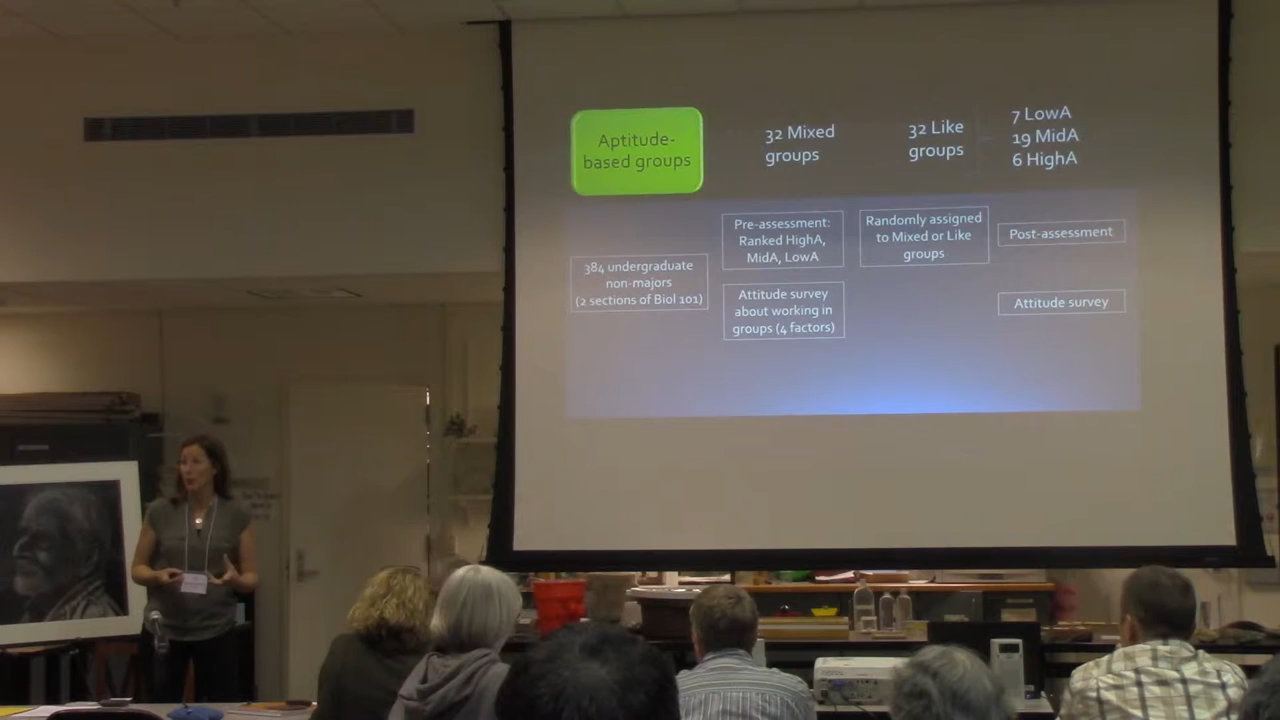 Aptitude-
based groups
32 Mixed
groups
32 Like
groups
7 LowA
19 MidA
6 HighA
384 undergraduate
non-majors
(2 sections of Biol 101)
Pre-assessment:
Ranked HighA,
MidA, LowA
Attitude survey
about working in
groups (4 factors)
Randomly assigned
to Mixed or Like
groups
Post-assessment
Attitude survey